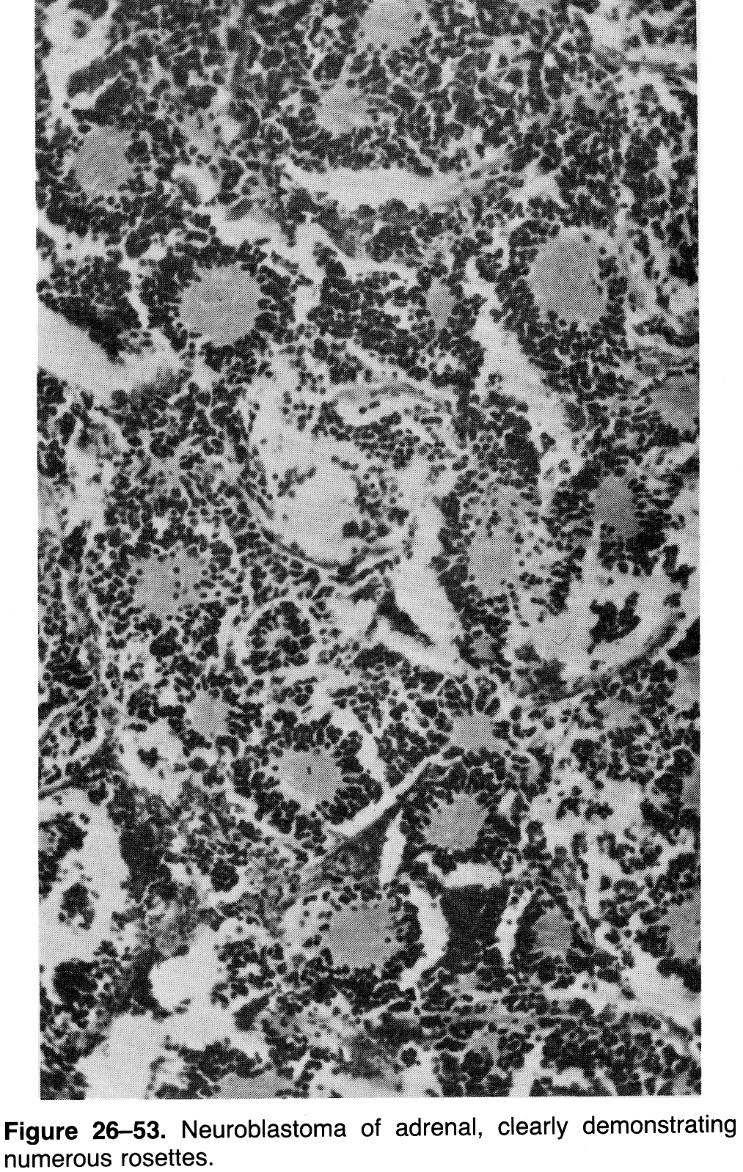 Figure 26–53. Neuroblastoma of adrenal, clearly demonstrating
numerous rosettes.